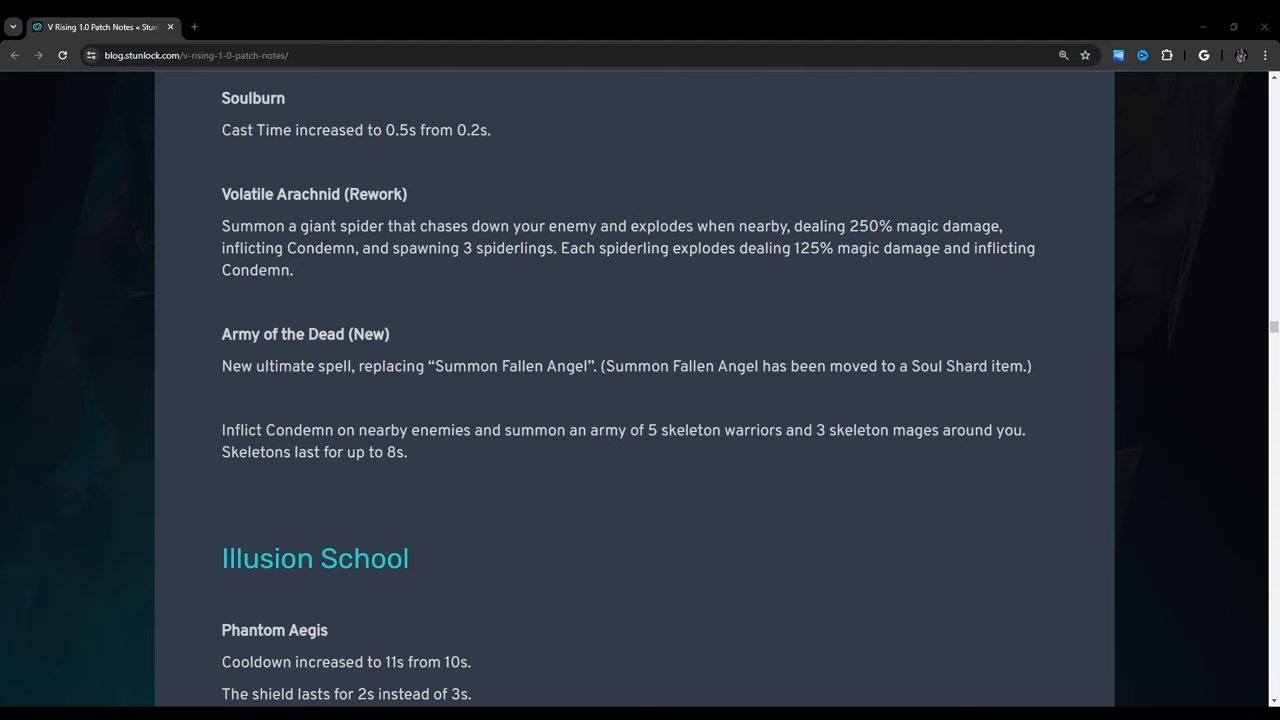 V Rising 1.0 Patch Notes « Stun
blog.stunlock.com/v-rising-1-0-patch-notes/
Soulburn
Cast Time increased to 0.5s from 0.2s.
Volatile Arachnid (Rework)
Summon a giant spider that chases down your enemy and explodes when nearby, dealing 250% magic damage,
inflicting Condemn, and spawning 3 spiderlings. Each spiderling explodes dealing 125% magic damage and inflicting
Condemn.
Army of the Dead (New)
New ultimate spell, replacing “Summon Fallen Angel”. (Summon Fallen Angel has been moved to a Soul Shard item.)
Inflict Condemn on nearby enemies and summon an army of 5 skeleton warriors and 3 skeleton mages around you.
Skeletons last for up to 8s.
Illusion School
Phantom Aegis
Cooldown increased to 11s from 10s.
The shield lasts for 2s instead of 3s.